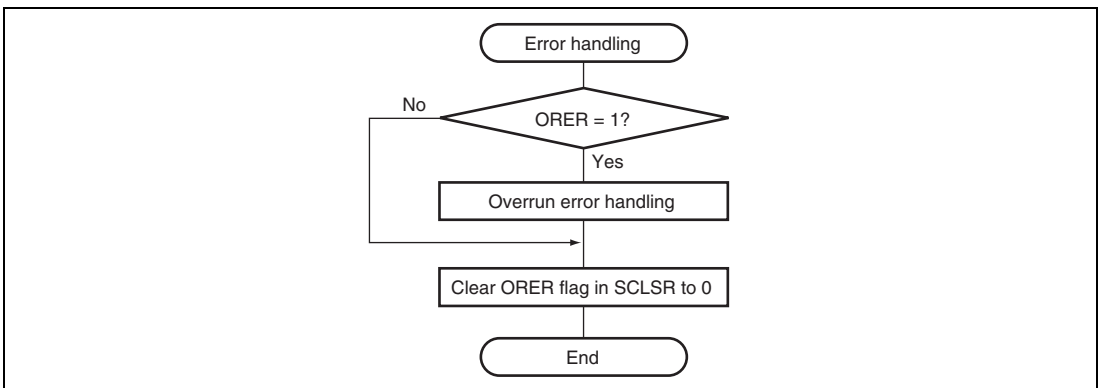 Error handling
No
ORER = 1?
Yes
Overrun error handling
Clear ORER flag in SCLSR to 0
End